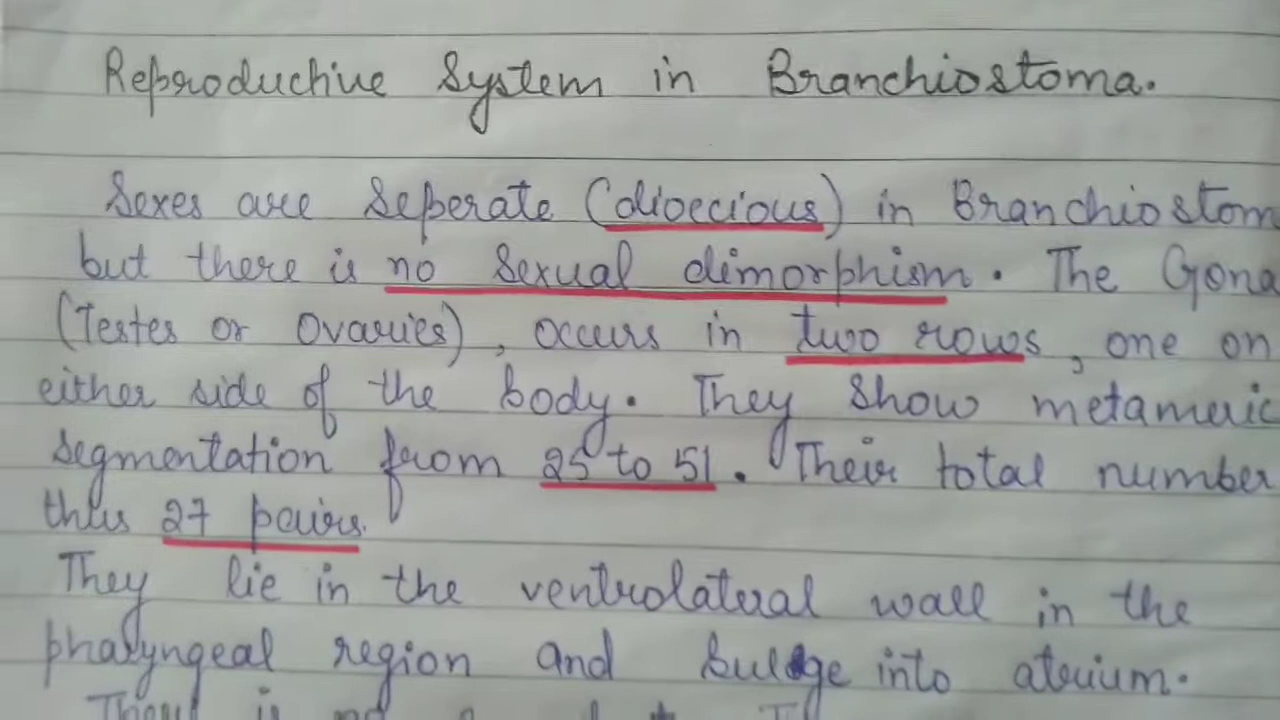 Reproductive System in Branchiostoma.
Sexes are Seperate (dioecious) in Branchiostom
but there is no Sexual dimorphism. The Gona
(Testes or Ovaries), occurs in two rows, one on
either side of the body. They show metameric
segmentation from 25 to 51. Their total number
thus 27 pairs.
They lie in the ventrolateral wall in the
pharyngeal region and bulge into aterium.